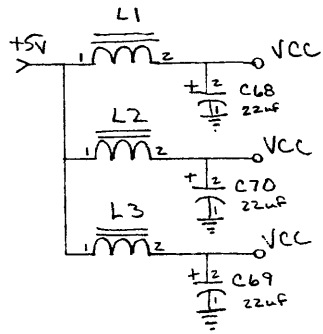 L1
+5V
1 2 VCC
+ 2 C68
1 22uf
L2
1 2 VCC
+ 2 C70
1 22uf
L3
1 2 VCC
+ 2 C69
1 22uf